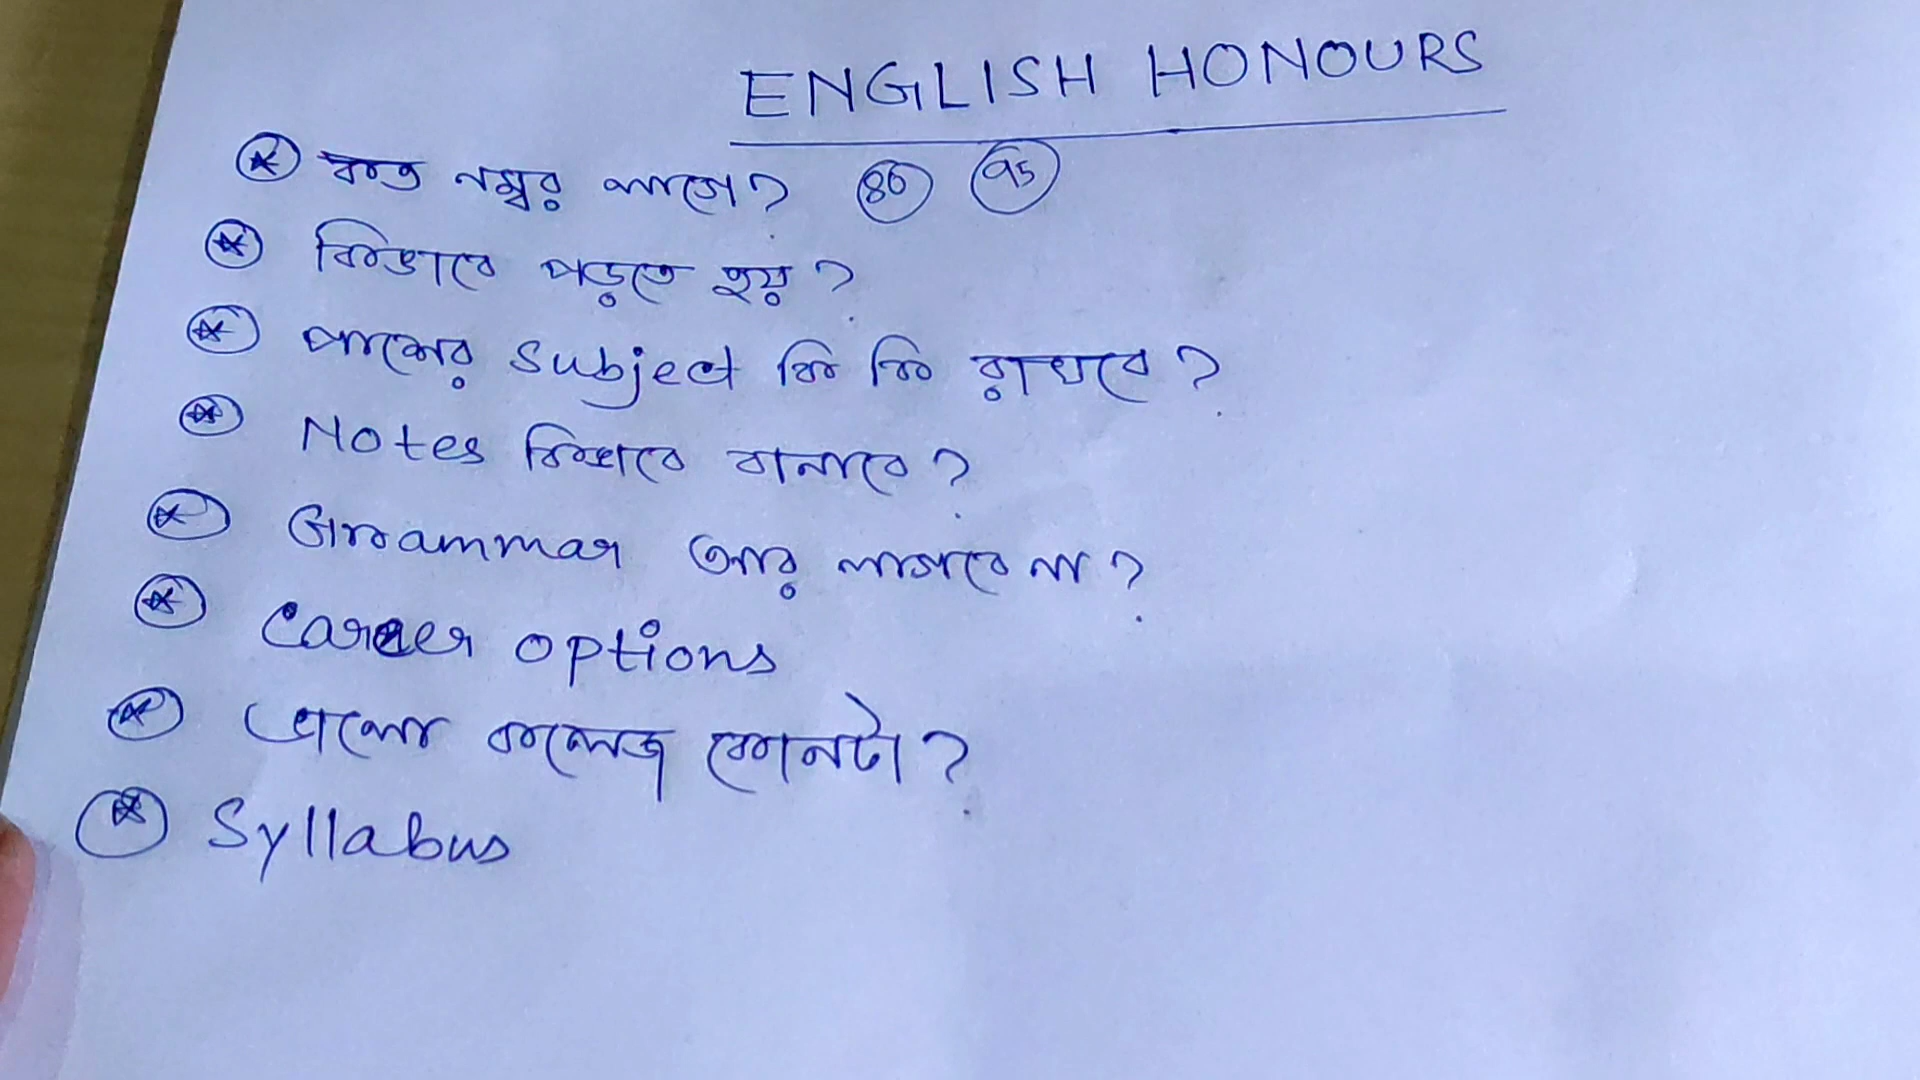 ENGLISH HONOURS
কত নম্বর লাগে? 86 95
কিভাবে পড়তে হয়?
পাশের subject কি কি রাখবে?
Notes কিভাবে বানাবে?
Grammar আর লাগবে না?
Career options
ভালো কলেজ কোনটা?
Syllabus